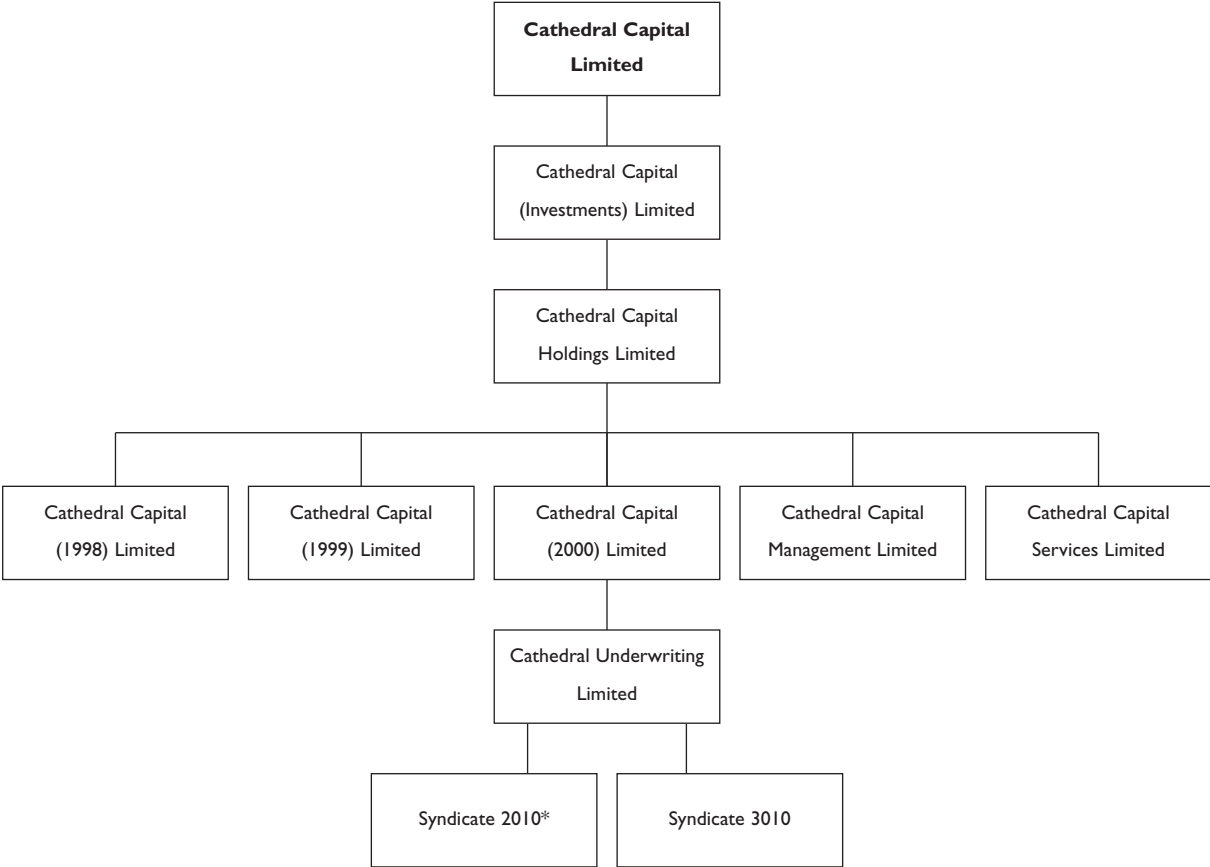 Cathedral Capital
Limited
Cathedral Capital
(Investments) Limited
Cathedral Capital
Holdings Limited
Cathedral Capital
(1998) Limited
Cathedral Capital
(1999) Limited
Cathedral Capital
(2000) Limited
Cathedral Capital
Management Limited
Cathedral Capital
Services Limited
Cathedral Underwriting
Limited
Syndicate 2010*
Syndicate 3010